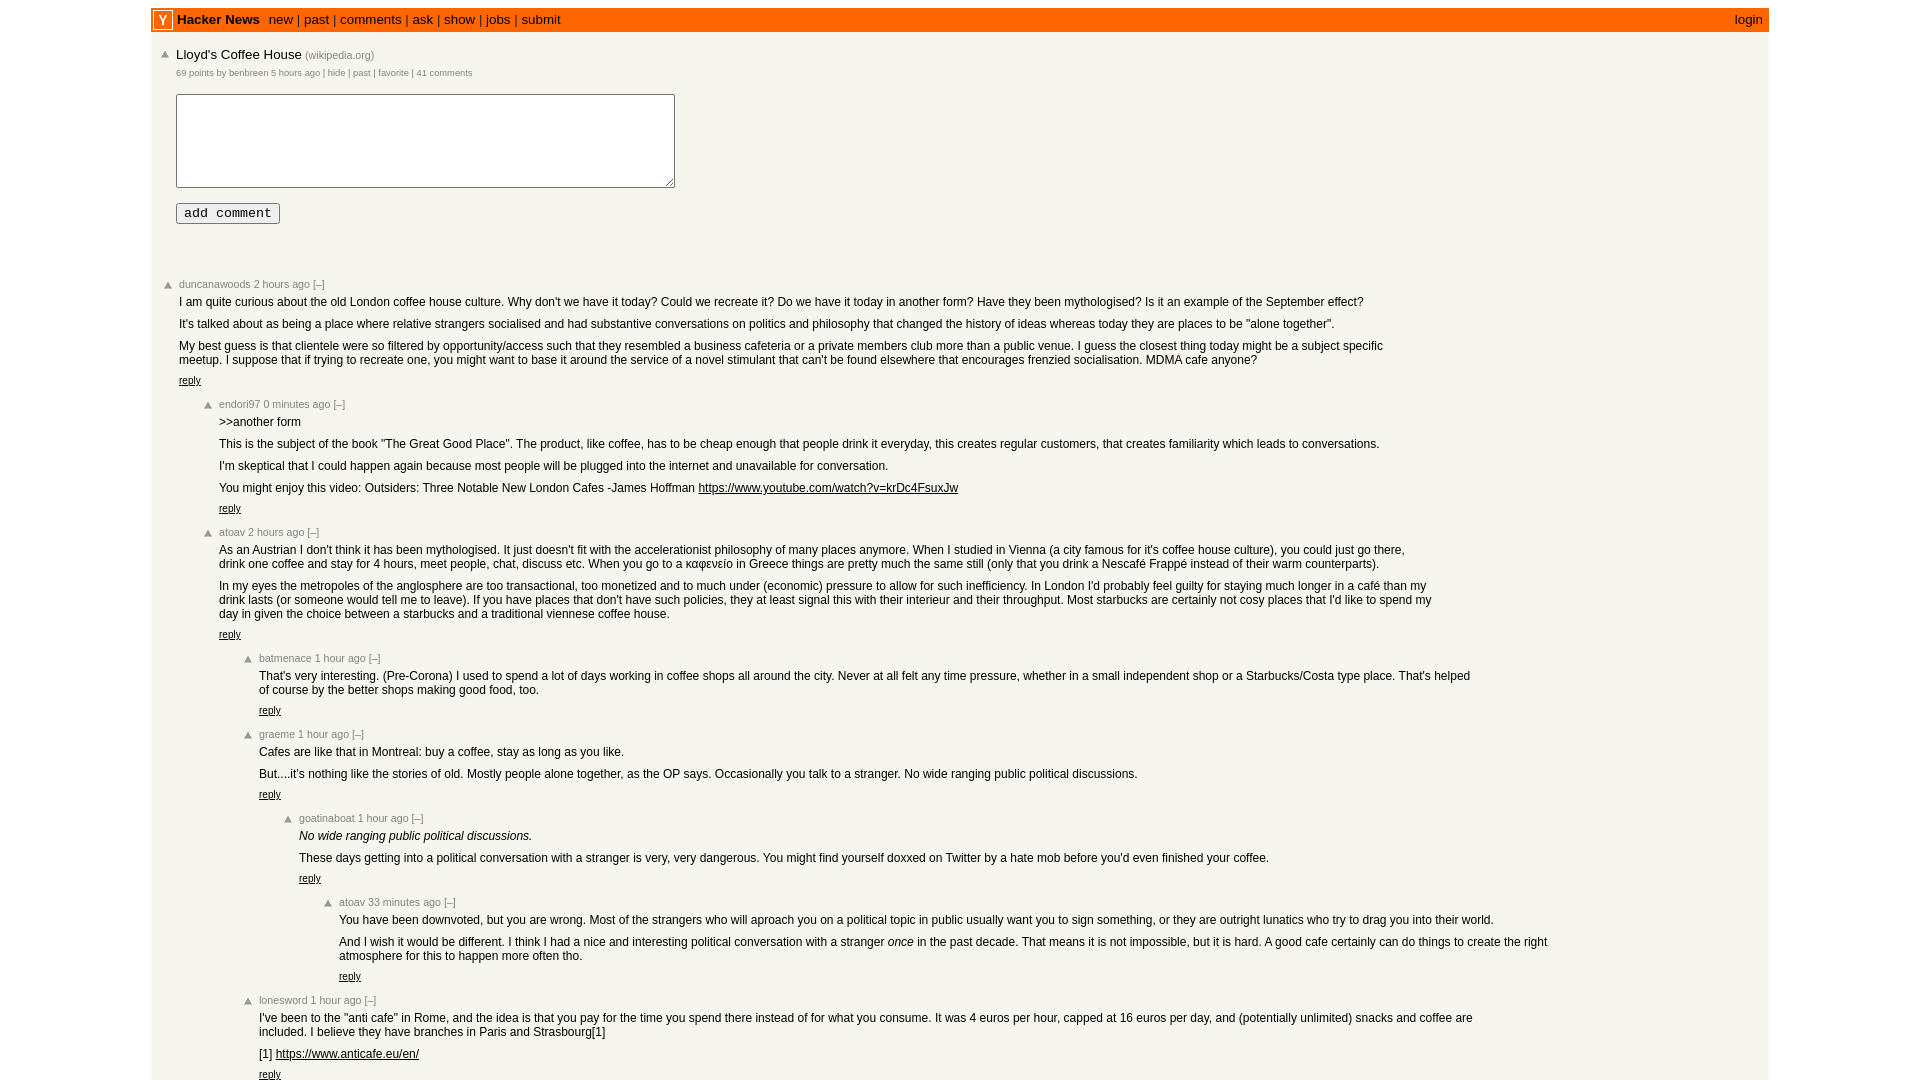 Y Hacker News new | past | comments | ask | show | jobs | submit login
Lloyd's Coffee House (wikipedia.org)
69 points by benbreen 5 hours ago | hide | past | favorite | 41 comments
add comment
duncanawoods 2 hours ago [–]
I am quite curious about the old London coffee house culture. Why don't we have it today? Could we recreate it? Do we have it today in another form? Have they been mythologised? Is it an example of the September effect?
It's talked about as being a place where relative strangers socialised and had substantive conversations on politics and philosophy that changed the history of ideas whereas today they are places to be "alone together".
My best guess is that clientele were so filtered by opportunity/access such that they resembled a business cafeteria or a private members club more than a public venue. I guess the closest thing today might be a subject specific
meetup. I suppose that if trying to recreate one, you might want to base it around the service of a novel stimulant that can't be found elsewhere that encourages frenzied socialisation. MDMA cafe anyone?
reply
endori97 0 minutes ago [–]
>>another form
This is the subject of the book "The Great Good Place". The product, like coffee, has to be cheap enough that people drink it everyday, this creates regular customers, that creates familiarity which leads to conversations.
I'm skeptical that I could happen again because most people will be plugged into the internet and unavailable for conversation.
You might enjoy this video: Outsiders: Three Notable New London Cafes -James Hoffman https://www.youtube.com/watch?v=krDc4FsuxJw
reply
atoav 2 hours ago [–]
As an Austrian I don't think it has been mythologised. It just doesn't fit with the accelerationist philosophy of many places anymore. When I studied in Vienna (a city famous for it's coffee house culture), you could just go there,
drink one coffee and stay for 4 hours, meet people, chat, discuss etc. When you go to a καφενείο in Greece things are pretty much the same still (only that you drink a Nescafé Frappé instead of their warm counterparts).
In my eyes the metropoles of the anglosphere are too transactional, too monetized and to much under (economic) pressure to allow for such inefficiency. In London I'd probably feel guilty for staying much longer in a café than my
drink lasts (or someone would tell me to leave). If you have places that don't have such policies, they at least signal this with their interieur and their throughput. Most starbucks are certainly not cosy places that I'd like to spend my
day in given the choice between a starbucks and a traditional viennese coffee house.
reply
batmenace 1 hour ago [–]
That's very interesting. (Pre-Corona) I used to spend a lot of days working in coffee shops all around the city. Never at all felt any time pressure, whether in a small independent shop or a Starbucks/Costa type place. That's helped
of course by the better shops making good food, too.
reply
graeme 1 hour ago [–]
Cafes are like that in Montreal: buy a coffee, stay as long as you like.
But....it's nothing like the stories of old. Mostly people alone together, as the OP says. Occasionally you talk to a stranger. No wide ranging public political discussions.
reply
goatinaboat 1 hour ago [–]
No wide ranging public political discussions.
These days getting into a political conversation with a stranger is very, very dangerous. You might find yourself doxxed on Twitter by a hate mob before you'd even finished your coffee.
reply
atoav 33 minutes ago [–]
You have been downvoted, but you are wrong. Most of the strangers who will aproach you on a political topic in public usually want you to sign something, or they are outright lunatics who try to drag you into their world.
And I wish it would be different. I think I had a nice and interesting political conversation with a stranger once in the past decade. That means it is not impossible, but it is hard. A good cafe certainly can do things to create the right
atmosphere for this to happen more often tho.
reply
lonesword 1 hour ago [–]
I've been to the "anti cafe" in Rome, and the idea is that you pay for the time you spend there instead of for what you consume. It was 4 euros per hour, capped at 16 euros per day, and (potentially unlimited) snacks and coffee are
included. I believe they have branches in Paris and Strasbourg[1]
[1] https://www.anticafe.eu/en/
reply